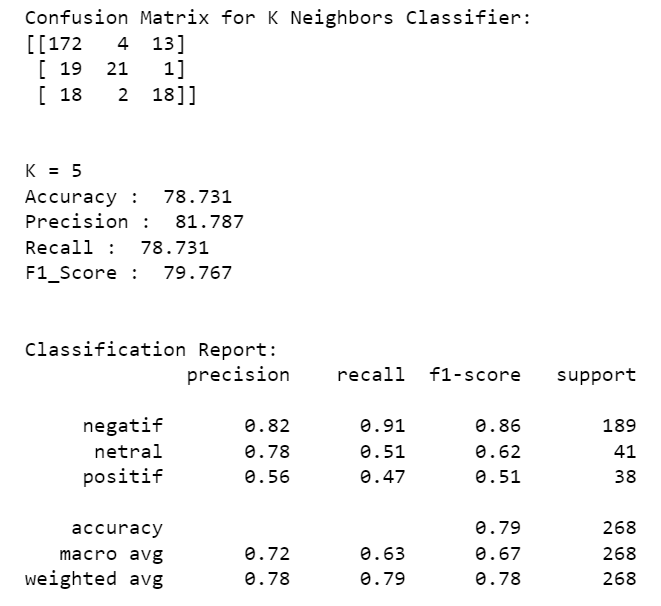 Confusion Matrix for K Neighbors Classifier:
[[172   4  13]
 [ 19  21   1]
 [ 18   2  18]]
K = 5
Accuracy :  78.731
Precision :  81.787
Recall :  78.731
F1_Score :  79.767
Classification Report:
              precision    recall  f1-score   support
     negatif       0.82      0.91      0.86       189
      netral       0.78      0.51      0.62        41
     positif       0.56      0.47      0.51        38
    accuracy                           0.79       268
   macro avg       0.72      0.63      0.67       268
weighted avg       0.78      0.79      0.78       268